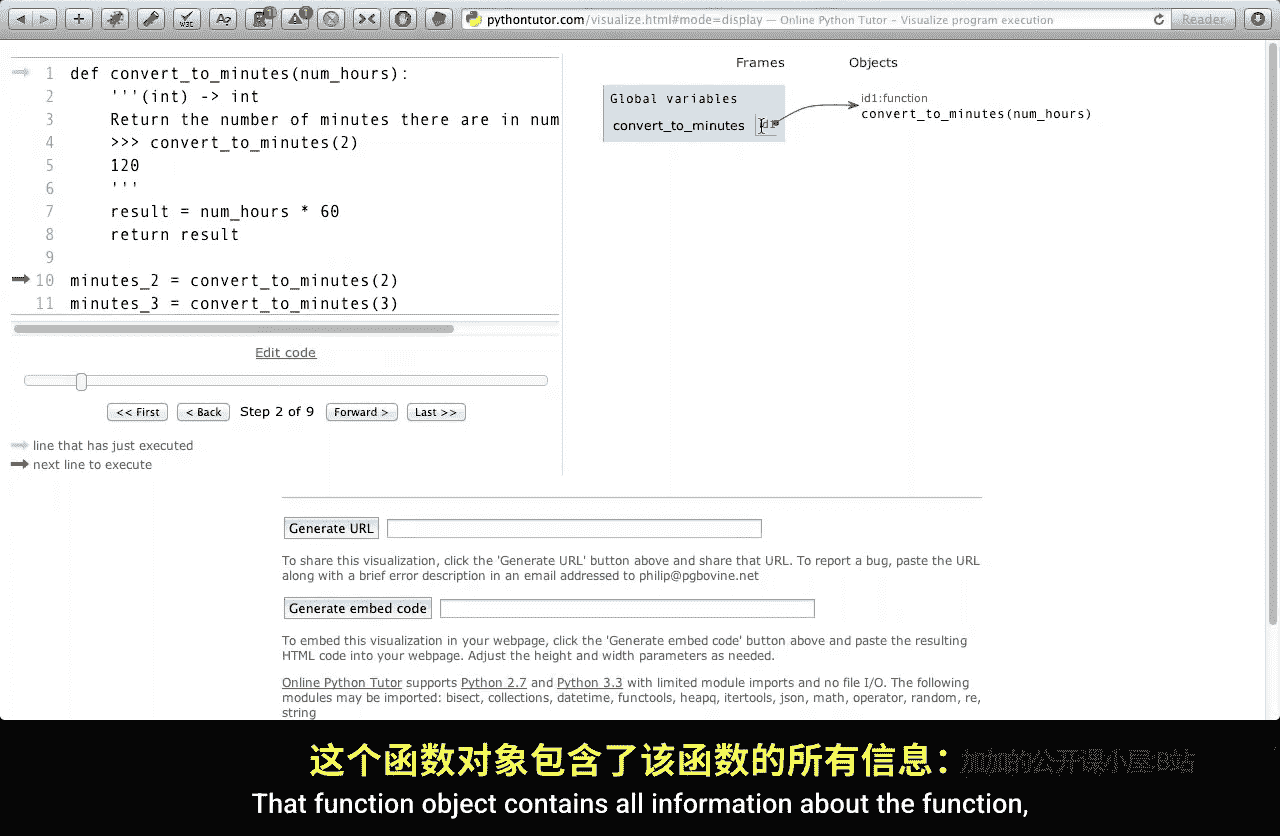 W3C
A?
1
1
pythontutor.com/visualize.html#mode=display — Online Python Tutor – Visualize program execution
Reader
1 def convert_to_minutes(num_hours):
2 '''(int) -> int
3 Return the number of minutes there are in num
4 >>> convert_to_minutes(2)
5 120
6 '''
7 result = num_hours * 60
8 return result
9
10 minutes_2 = convert_to_minutes(2)
11 minutes_3 = convert_to_minutes(3)
Edit code
<< First
< Back
Step 2 of 9
Forward >
Last >>
line that has just executed
next line to execute
Frames
Objects
Global variables
convert_to_minutes id1
id1:function
convert_to_minutes(num_hours)
Generate URL
To share this visualization, click the 'Generate URL' button above and share that URL. To report a bug, paste the URL
along with a brief error description in an email addressed to philip@pgbovine.net
Generate embed code
To embed this visualization in your webpage, click the 'Generate embed code' button above and paste the resulting
HTML code into your webpage. Adjust the height and width parameters as needed.
Online Python Tutor supports Python 2.7 and Python 3.3 with limited module imports and no file I/O. The following
modules may be imported: bisect, collections, datetime, functools, heapq, itertools, json, math, operator, random, re,
string
这个函数对象包含了该函数的所有信息：
加加的公开课小屋:B站
That function object contains all information about the function,